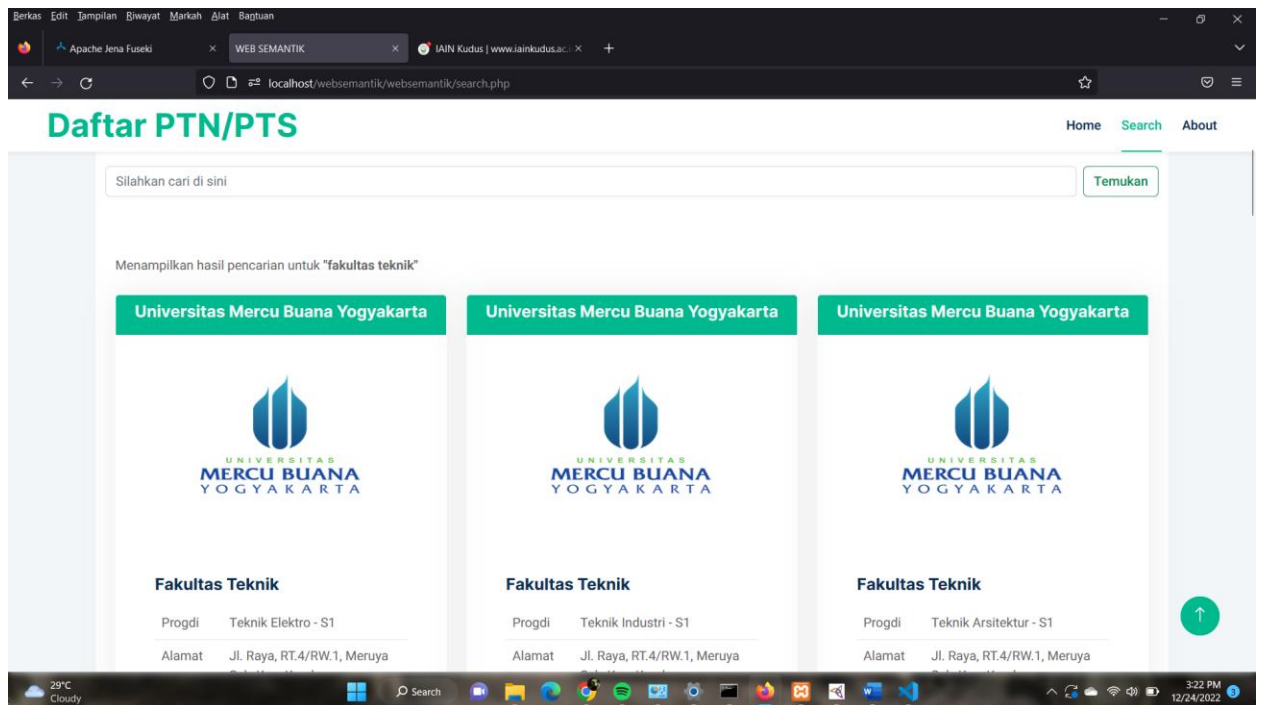 Berkas Edit Tampilan Riwayat Markah Alat Bantuan
Apache Jena Fuseki
WEB SEMANTIK
IAIN Kudus | www.iainkudus.ac.i
localhost/websemantik/websemantik/search.php
Daftar PTN/PTS
Home Search About
Silahkan cari di sini
Temukan
Menampilkan hasil pencarian untuk "fakultas teknik"
Universitas Mercu Buana Yogyakarta
UNIVERSITAS
MERCU BUANA
YOGYAKARTA
Fakultas Teknik
Progdi Teknik Elektro - S1
Alamat Jl. Raya, RT.4/RW.1, Meruya
Universitas Mercu Buana Yogyakarta
UNIVERSITAS
MERCU BUANA
YOGYAKARTA
Fakultas Teknik
Progdi Teknik Industri - S1
Alamat Jl. Raya, RT.4/RW.1, Meruya
Universitas Mercu Buana Yogyakarta
UNIVERSITAS
MERCU BUANA
YOGYAKARTA
Fakultas Teknik
Progdi Teknik Arsitektur - S1
Alamat Jl. Raya, RT.4/RW.1, Meruya
29°C
Cloudy
Search
3:22 PM
12/24/2022
3